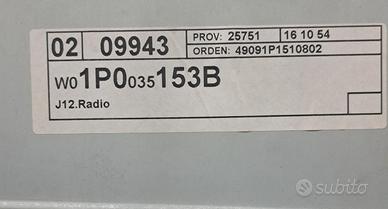 02 09943 PROV: 25751 16 10 54
ORDEN: 49091P1510802
W01P0035153B
J12.Radio
subito